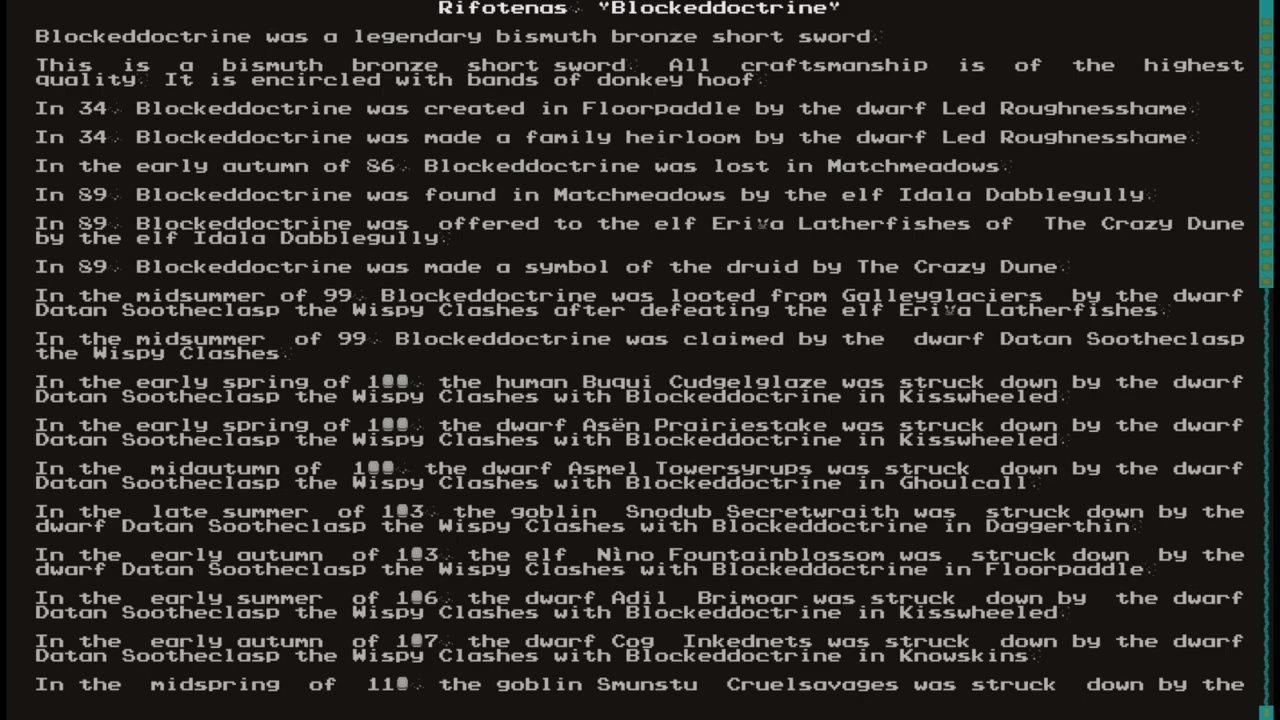 Rifotenas "Blockeddoctrine"
Blockeddoctrine was a legendary bismuth bronze short sword.
This is a bismuth bronze short sword. All craftsmanship is of the highest
quality. It is encircled with bands of donkey hoof.
In 34, Blockeddoctrine was created in Floorpaddle by the dwarf Led Roughnesshame.
In 34, Blockeddoctrine was made a family heirloom by the dwarf Led Roughnesshame.
In the early autumn of 86, Blockeddoctrine was lost in Matchmeadows.
In 89, Blockeddoctrine was found in Matchmeadows by the elf Idala Dabblegully.
In 89, Blockeddoctrine was offered to the elf Eriva Latherfishes of The Crazy Dune
by the elf Idala Dabblegully.
In 89, Blockeddoctrine was made a symbol of the druid by The Crazy Dune.
In the midsummer of 99, Blockeddoctrine was looted from Galleyglaciers by the dwarf
Datan Sootheclasp the Wispy Clashes after defeating the elf Eriva Latherfishes.
In the midsummer of 99, Blockeddoctrine was claimed by the dwarf Datan Sootheclasp
the Wispy Clashes.
In the early spring of 100, the human Buqui Cudgelglaze was struck down by the dwarf
Datan Sootheclasp the Wispy Clashes with Blockeddoctrine in Kisswheeled.
In the early spring of 100, the dwarf Asën Prairiestake was struck down by the dwarf
Datan Sootheclasp the Wispy Clashes with Blockeddoctrine in Kisswheeled.
In the midautumn of 100, the dwarf Asmel Towersyrups was struck down by the dwarf
Datan Sootheclasp the Wispy Clashes with Blockeddoctrine in Ghoulcall.
In the late summer of 103, the goblin Snodub Secretwraith was struck down by the
dwarf Datan Sootheclasp the Wispy Clashes with Blockeddoctrine in Daggerthin.
In the early autumn of 103, the elf Nìno Fountainblossom was struck down by the
dwarf Datan Sootheclasp the Wispy Clashes with Blockeddoctrine in Floorpaddle.
In the early summer of 106, the dwarf Adil Brimoar was struck down by the dwarf
Datan Sootheclasp the Wispy Clashes with Blockeddoctrine in Kisswheeled.
In the early autumn of 107, the dwarf Cog Inkednets was struck down by the dwarf
Datan Sootheclasp the Wispy Clashes with Blockeddoctrine in Knowskins.
In the midspring of 110, the goblin Smunstu Cruelsavages was struck down by the